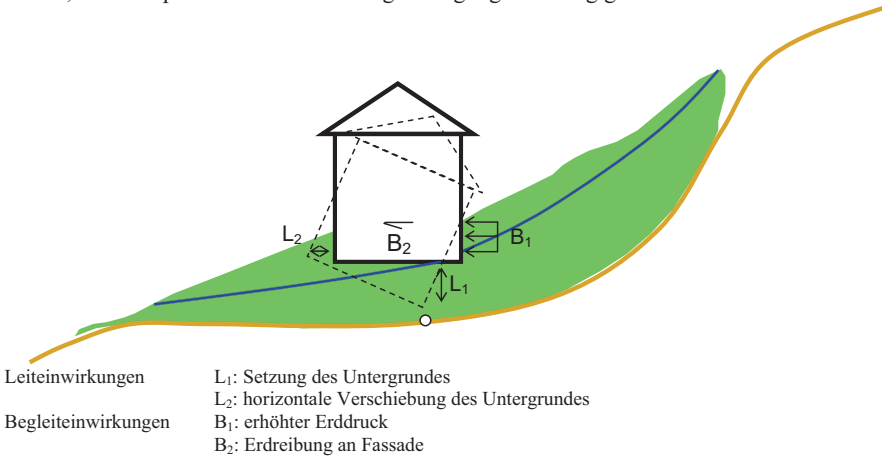 L₂
B₂
B₁
L₁
Leiteinwirkungen L₁: Setzung des Untergrundes
L₂: horizontale Verschiebung des Untergrundes
Begleiteinwirkungen B₁: erhöhter Erddruck
B₂: Erdreibung an Fassade